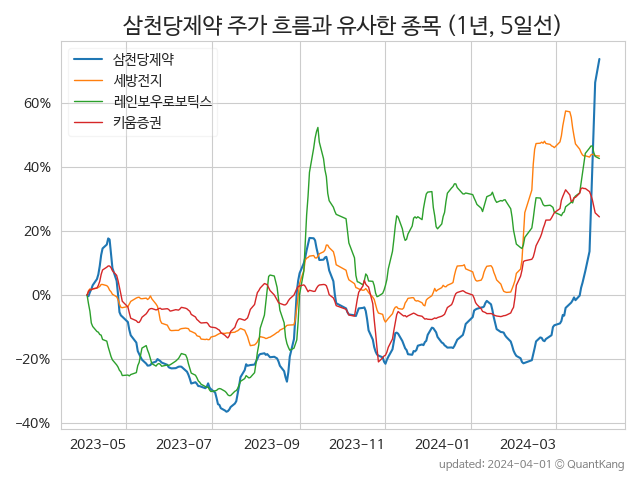 삼천당제약 주가 흐름과 유사한 종목 (1년, 5일선)
삼천당제약
세방전지
레인보우로보틱스
키움증권
60%
40%
20%
0%
−20%
−40%
2023-05 2023-07 2023-09 2023-11 2024-01 2024-03
updated: 2024-04-01 © QuantKang